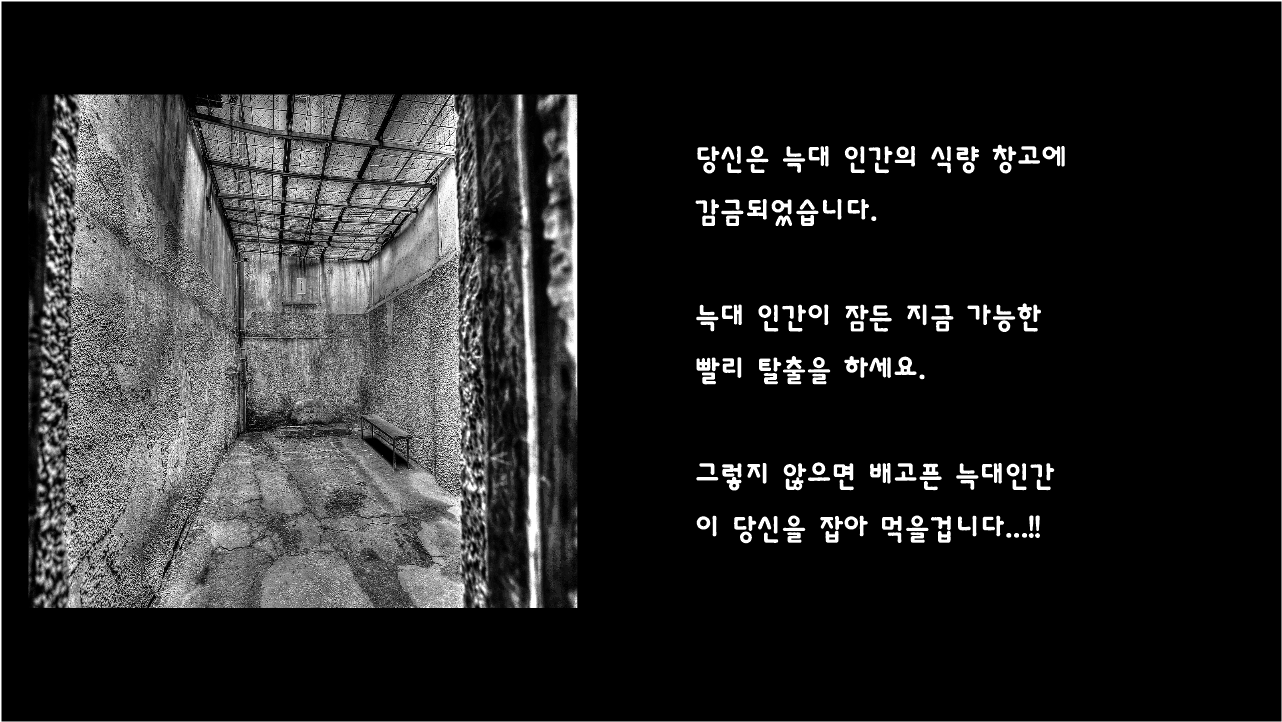 당신은 늑대 인간의 식량 창고에
감금되었습니다.
늑대 인간이 잠든 지금 가능한
빨리 탈출을 하세요.
그렇지 않으면 배고픈 늑대인간
이 당신을 잡아 먹을겁니다...!!